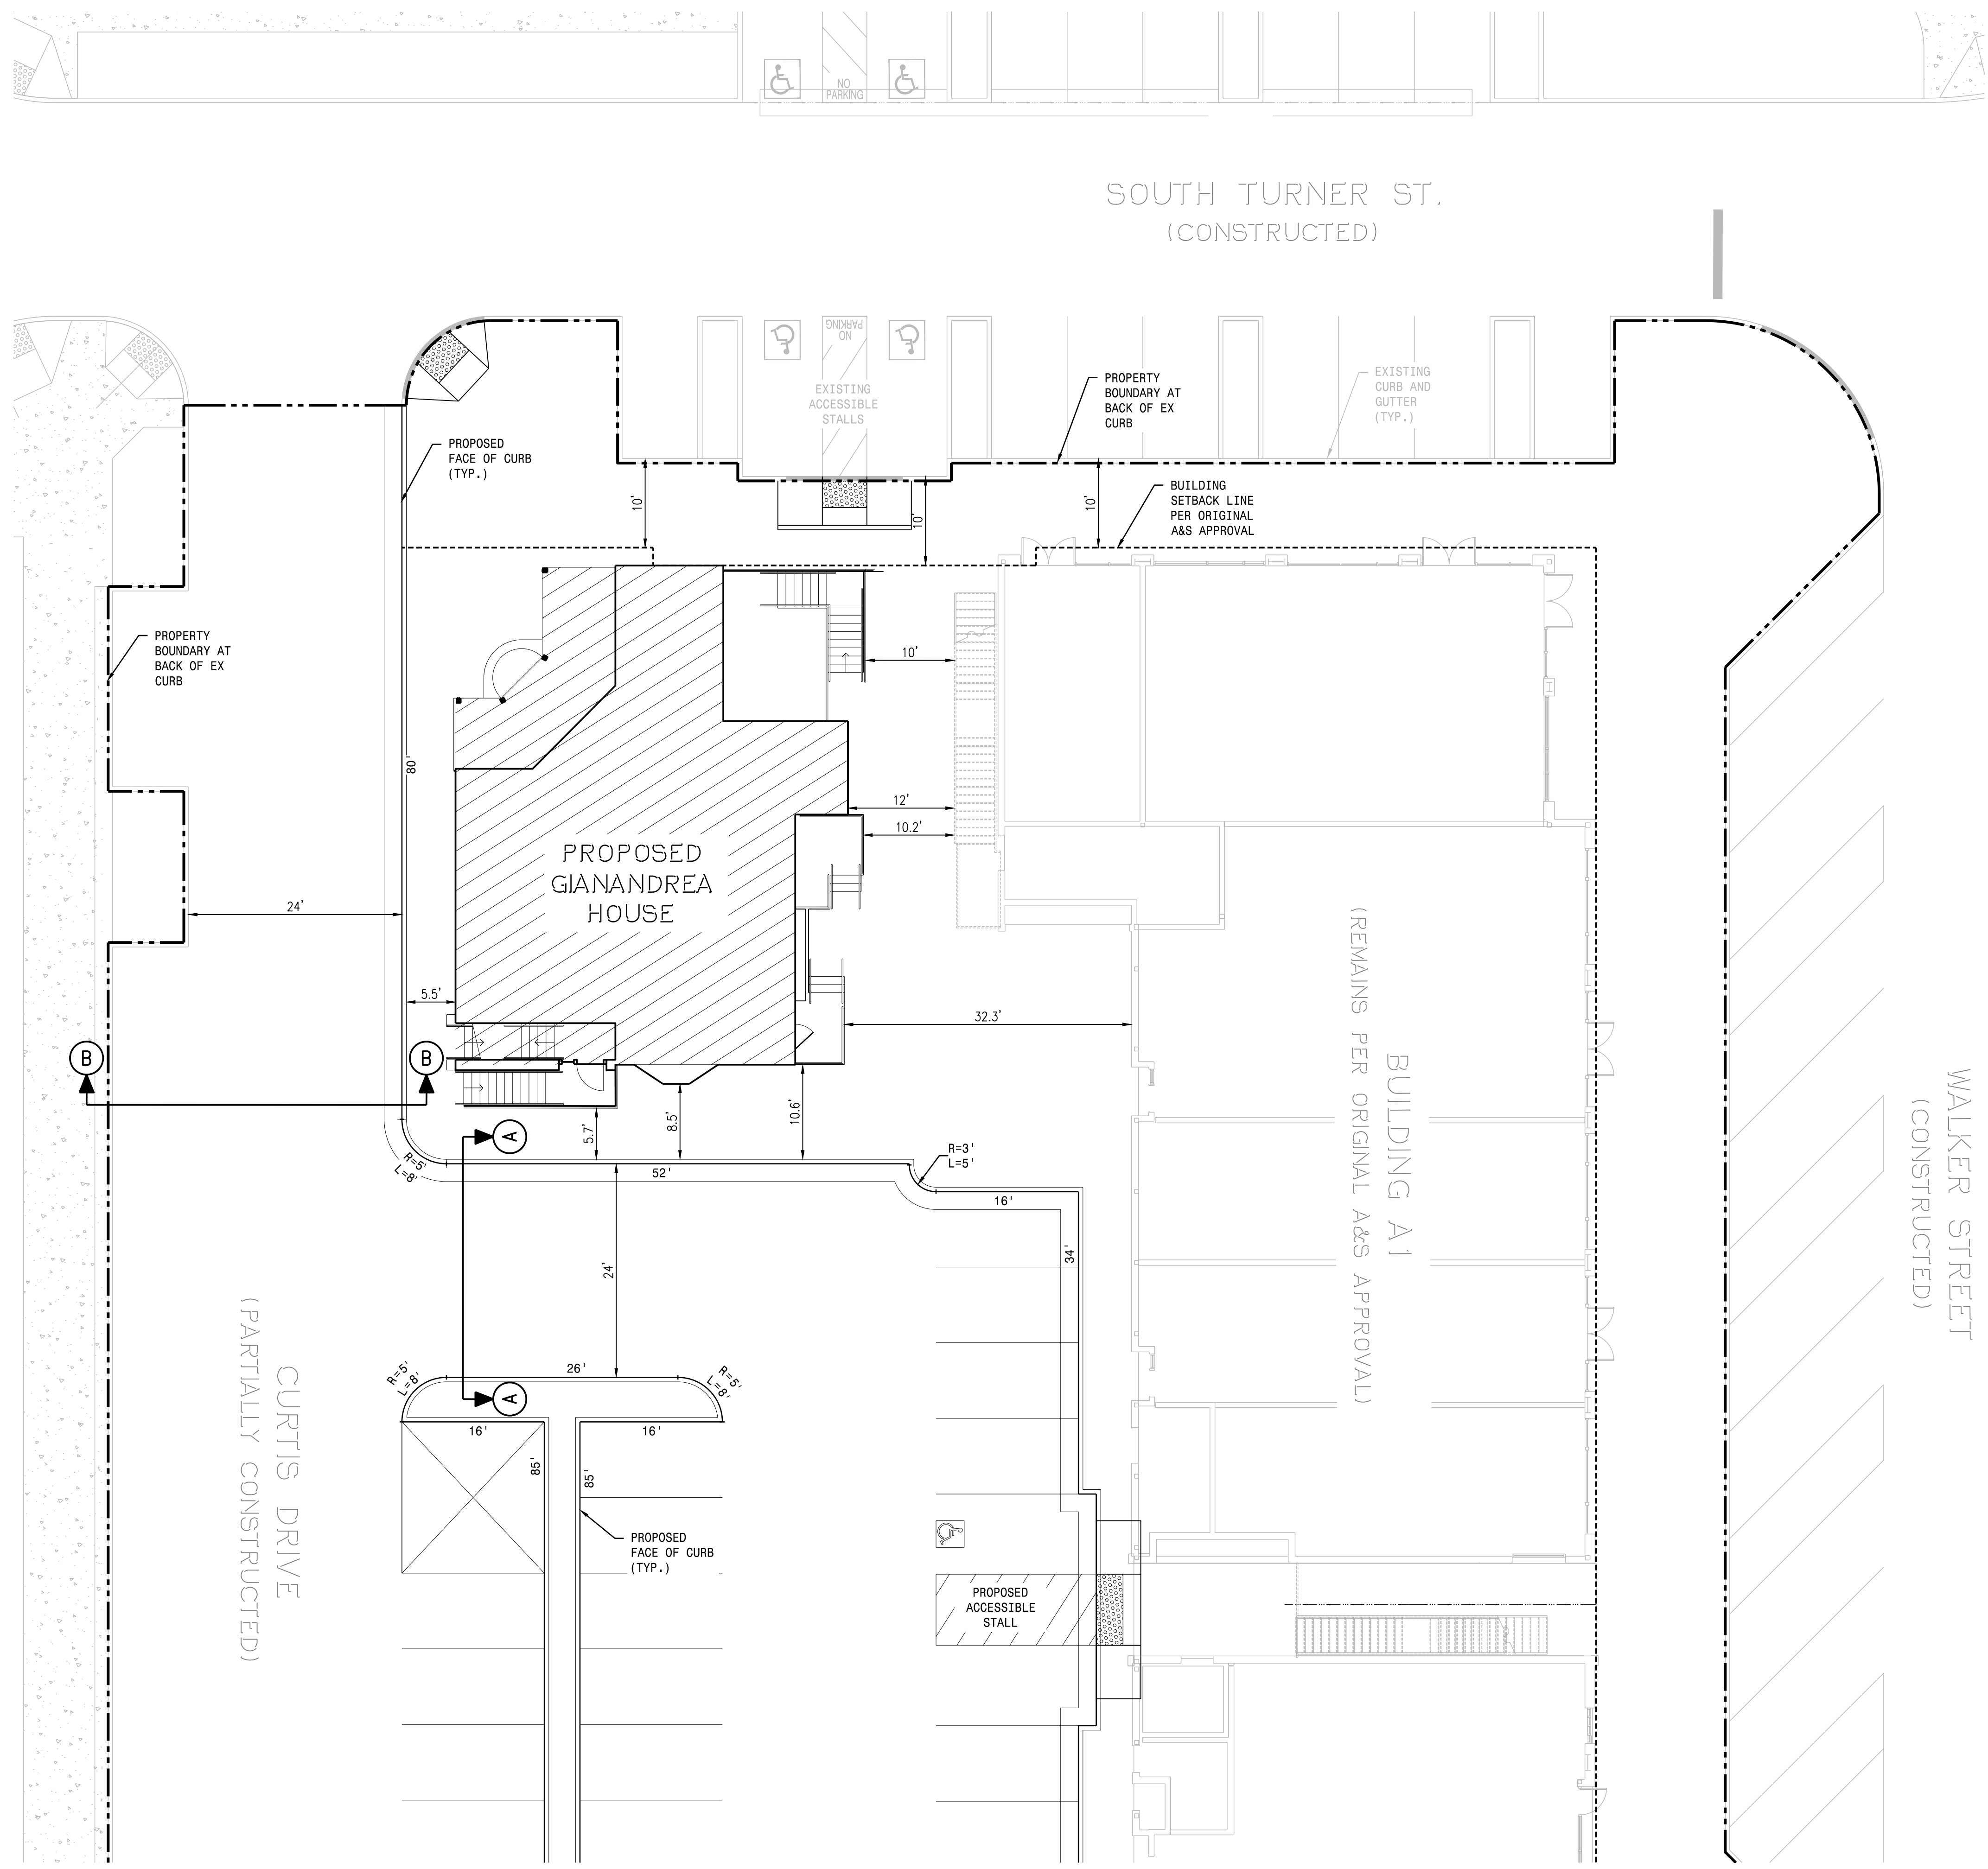 NO
PARKING
SOUTH TURNER ST.
(CONSTRUCTED)
NO
PARKING
EXISTING
ACCESSIBLE
STALLS
PROPERTY
BOUNDARY AT
BACK OF EX
CURB
EXISTING
CURB AND
GUTTER
(TYP.)
PROPOSED
FACE OF CURB
(TYP.)
10'
10'
10'
BUILDING
SETBACK LINE
PER ORIGINAL
A&S APPROVAL
PROPERTY
BOUNDARY AT
BACK OF EX
CURB
10'
80'
12'
10.2'
PROPOSED
GIANANDREA
HOUSE
24'
5.5'
32.3'
B
B
A
5.7'
8.5'
10.6'
R=5'
L=8'
52'
R=3'
L=5'
16'
34'
24'
BUILDING A1
(REMAINS PER ORIGINAL A&S APPROVAL)
WALKER STREET
(CONSTRUCTED)
CURTIS DRIVE
(PARTIALLY CONSTRUCTED)
R=5'
L=8'
26'
R=5'
L=8'
A
16'
16'
85'
85'
PROPOSED
FACE OF CURB
(TYP.)
PROPOSED
ACCESSIBLE
STALL